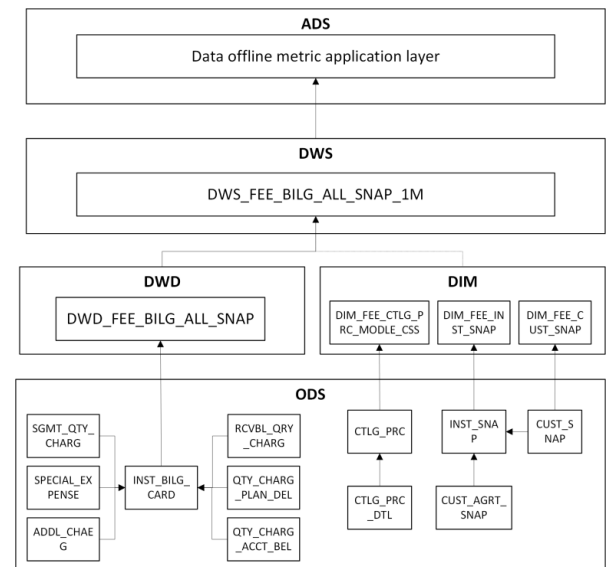 ADS
Data offline metric application layer
DWS
DWS_FEE_BILG_ALL_SNAP_1M
DWD
DWD_FEE_BILG_ALL_SNAP
DIM
DIM_FEE_CTLG_P
RC_MODLE_CSS
DIM_FEE_IN
ST_SNAP
DIM_FEE_C
UST_SNAP
ODS
SGMT_QTY_
CHARG
SPECIAL_EX
PENSE
ADDL_CHAE
G
INST_BILG_
CARD
RCVBL_QRY
_CHARG
QTY_CHARG
_PLAN_DEL
QTY_CHARG
_ACCT_BEL
CTLG_PRC
CTLG_PRC
_DTL
INST_SNA
P
CUST_S
NAP
CUST_AGRT_
SNAP